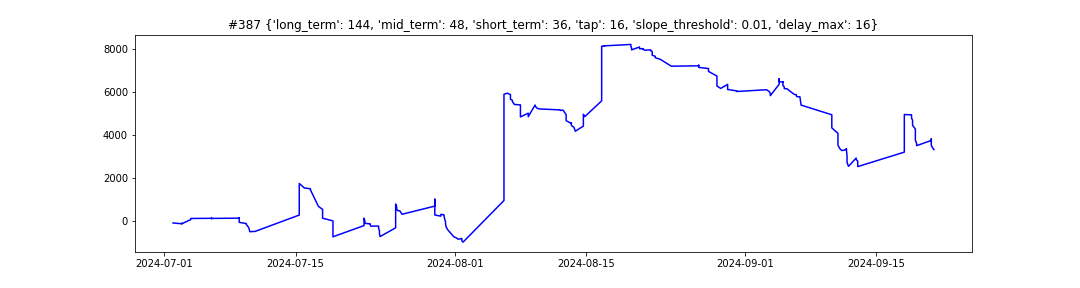 #387 {'long_term': 144, 'mid_term': 48, 'short_term': 36, 'tap': 16, 'slope_threshold': 0.01, 'delay_max': 16}
8000
6000
4000
2000
0
2024-07-01 2024-07-15 2024-08-01 2024-08-15 2024-09-01 2024-09-15